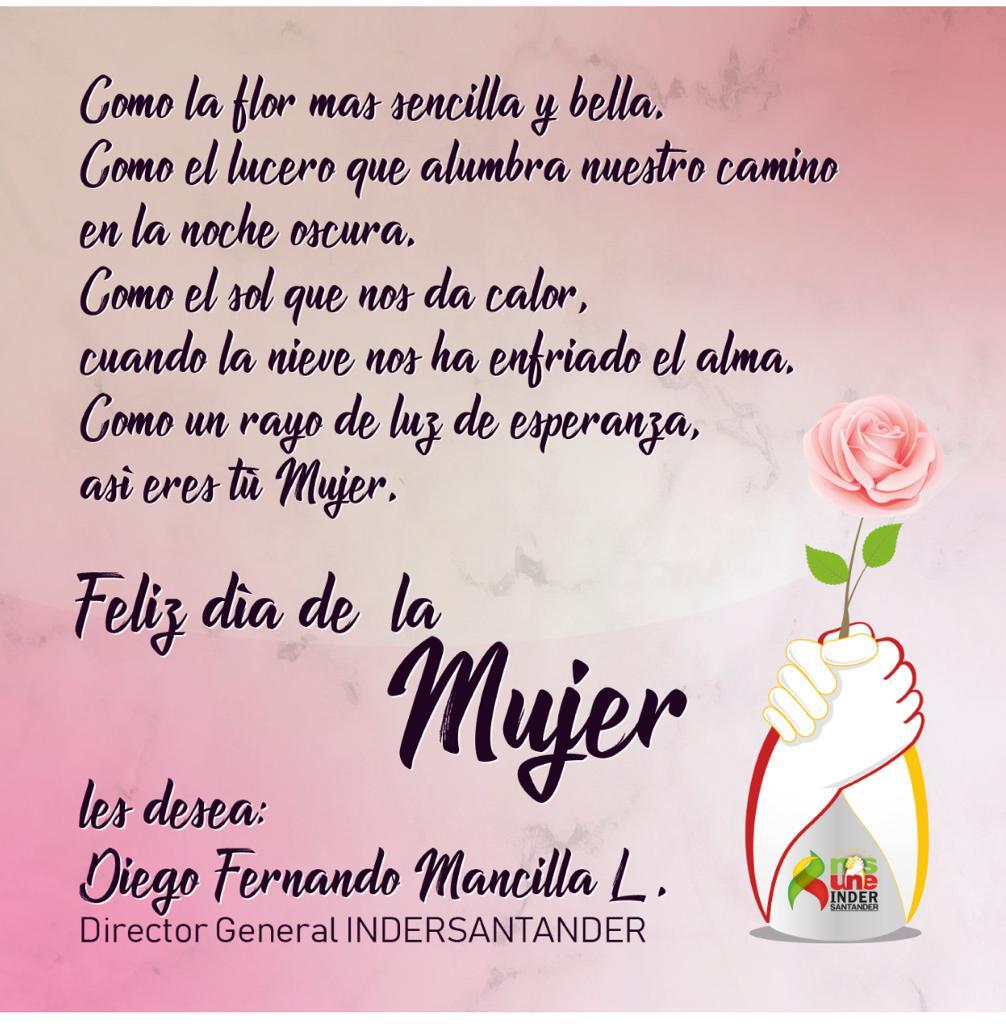 Como la flor mas sencilla y bella.
Como el lucero que alumbra nuestro camino
en la noche oscura.
Como el sol que nos da calor,
cuando la nieve nos ha enfriado el alma.
Como un rayo de luz de esperanza,
asì eres tù Mujer.
Feliz dìa de la
Mujer
les desea:
Diego Fernando Mancilla L.
Director General INDERSANTANDER
nos
une
INDER
SANTANDER